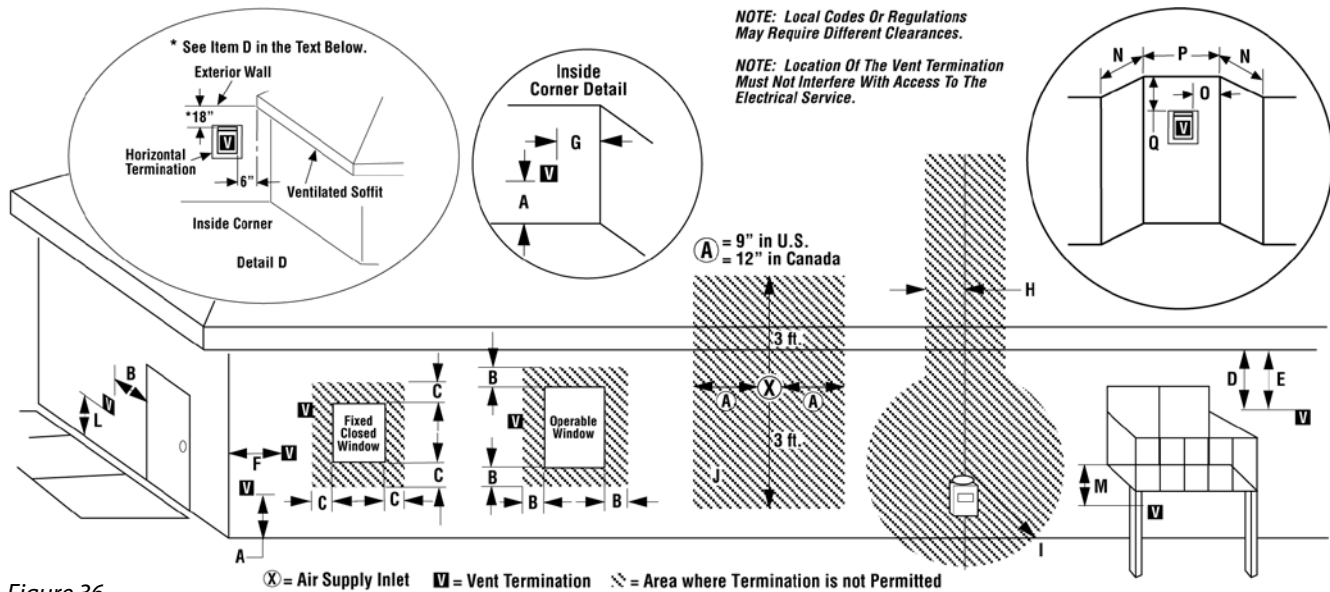 * See Item D in the Text Below.
Exterior Wall
*18"
V
Horizontal
Termination
6"
Ventilated Soffit
Inside Corner
Detail D
Inside
Corner Detail
G
V
A
NOTE: Local Codes Or Regulations
May Require Different Clearances.
NOTE: Location Of The Vent Termination
Must Not Interfere With Access To The
Electrical Service.
N P N
O
Q
V
A = 9" in U.S.
= 12" in Canada
H
3 ft.
A X A
3 ft.
J
I
B
V
L
F
V
V
A
C
V
Fixed
Closed
Window
C
C C
B
V
Operable
Window
B
B B
D E
V
M
V
X = Air Supply Inlet V = Vent Termination = Area where Termination is not Permitted